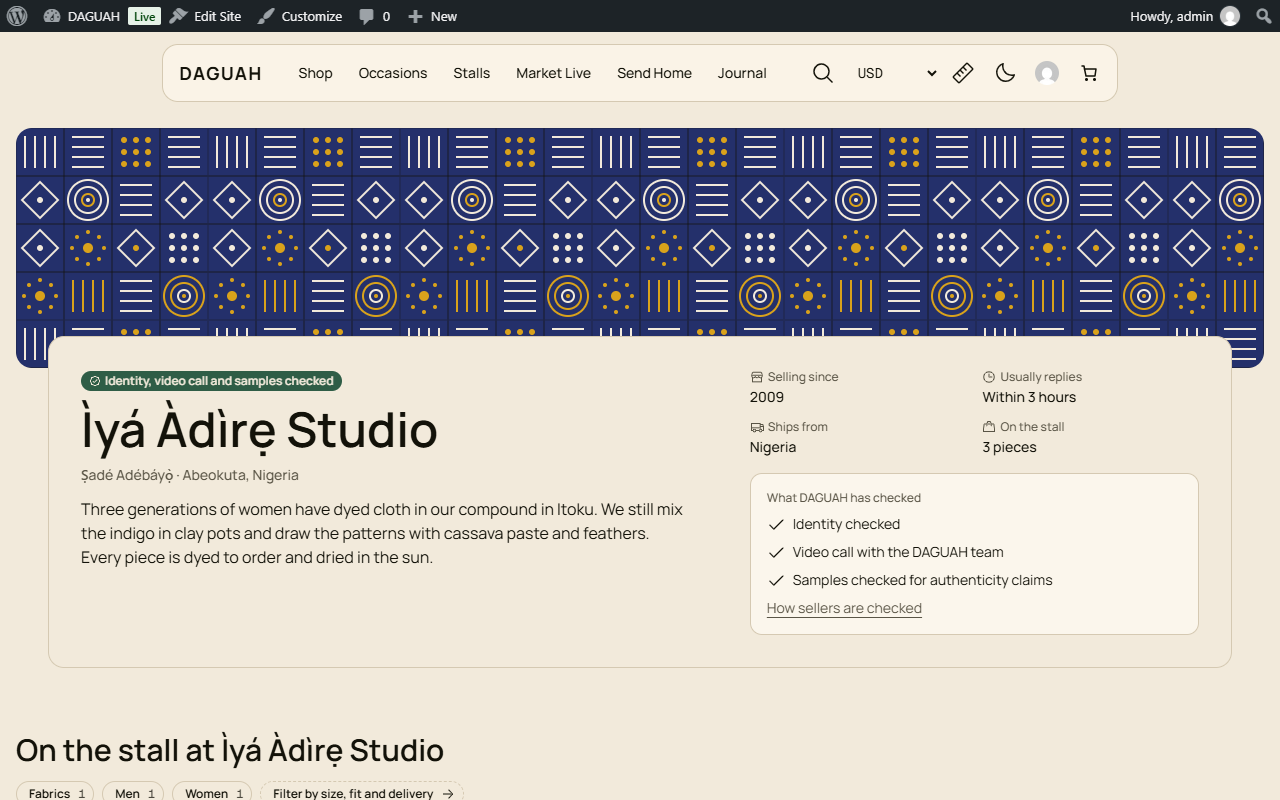 DAGUAH Live Edit Site Customize 0 New Howdy, admin
DAGUAH Shop Occasions Stalls Market Live Send Home Journal USD
Identity, video call and samples checked
Ìyá Àdìrẹ Studio
Ṣadé Adébáyọ̀ · Abeokuta, Nigeria
Three generations of women have dyed cloth in our compound in Itoku. We still mix
the indigo in clay pots and draw the patterns with cassava paste and feathers.
Every piece is dyed to order and dried in the sun.
Selling since
2009
Usually replies
Within 3 hours
Ships from
Nigeria
On the stall
3 pieces
What DAGUAH has checked
Identity checked
Video call with the DAGUAH team
Samples checked for authenticity claims
How sellers are checked
On the stall at Ìyá Àdìrẹ Studio
Fabrics 1 Men 1 Women 1 Filter by size, fit and delivery →